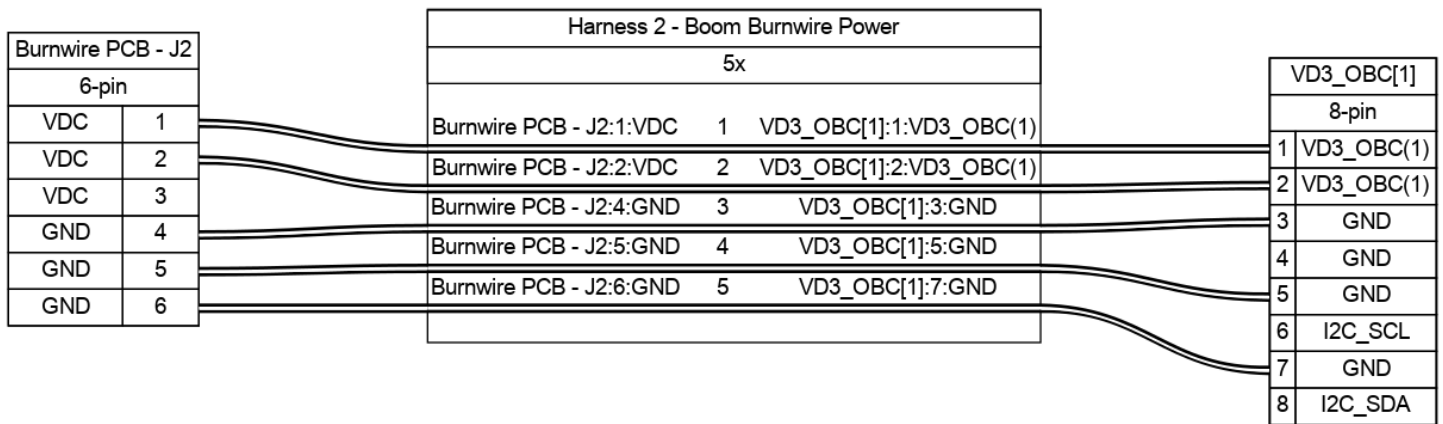 Burnwire PCB - J2
6-pin
VDC 1
VDC 2
VDC 3
GND 4
GND 5
GND 6
Harness 2 - Boom Burnwire Power
5x
Burnwire PCB - J2:1:VDC 1 VD3_OBC[1]:1:VD3_OBC(1)
Burnwire PCB - J2:2:VDC 2 VD3_OBC[1]:2:VD3_OBC(1)
Burnwire PCB - J2:4:GND 3 VD3_OBC[1]:3:GND
Burnwire PCB - J2:5:GND 4 VD3_OBC[1]:5:GND
Burnwire PCB - J2:6:GND 5 VD3_OBC[1]:7:GND
VD3_OBC[1]
8-pin
1 VD3_OBC(1)
2 VD3_OBC(1)
3 GND
4 GND
5 GND
6 I2C_SCL
7 GND
8 I2C_SDA